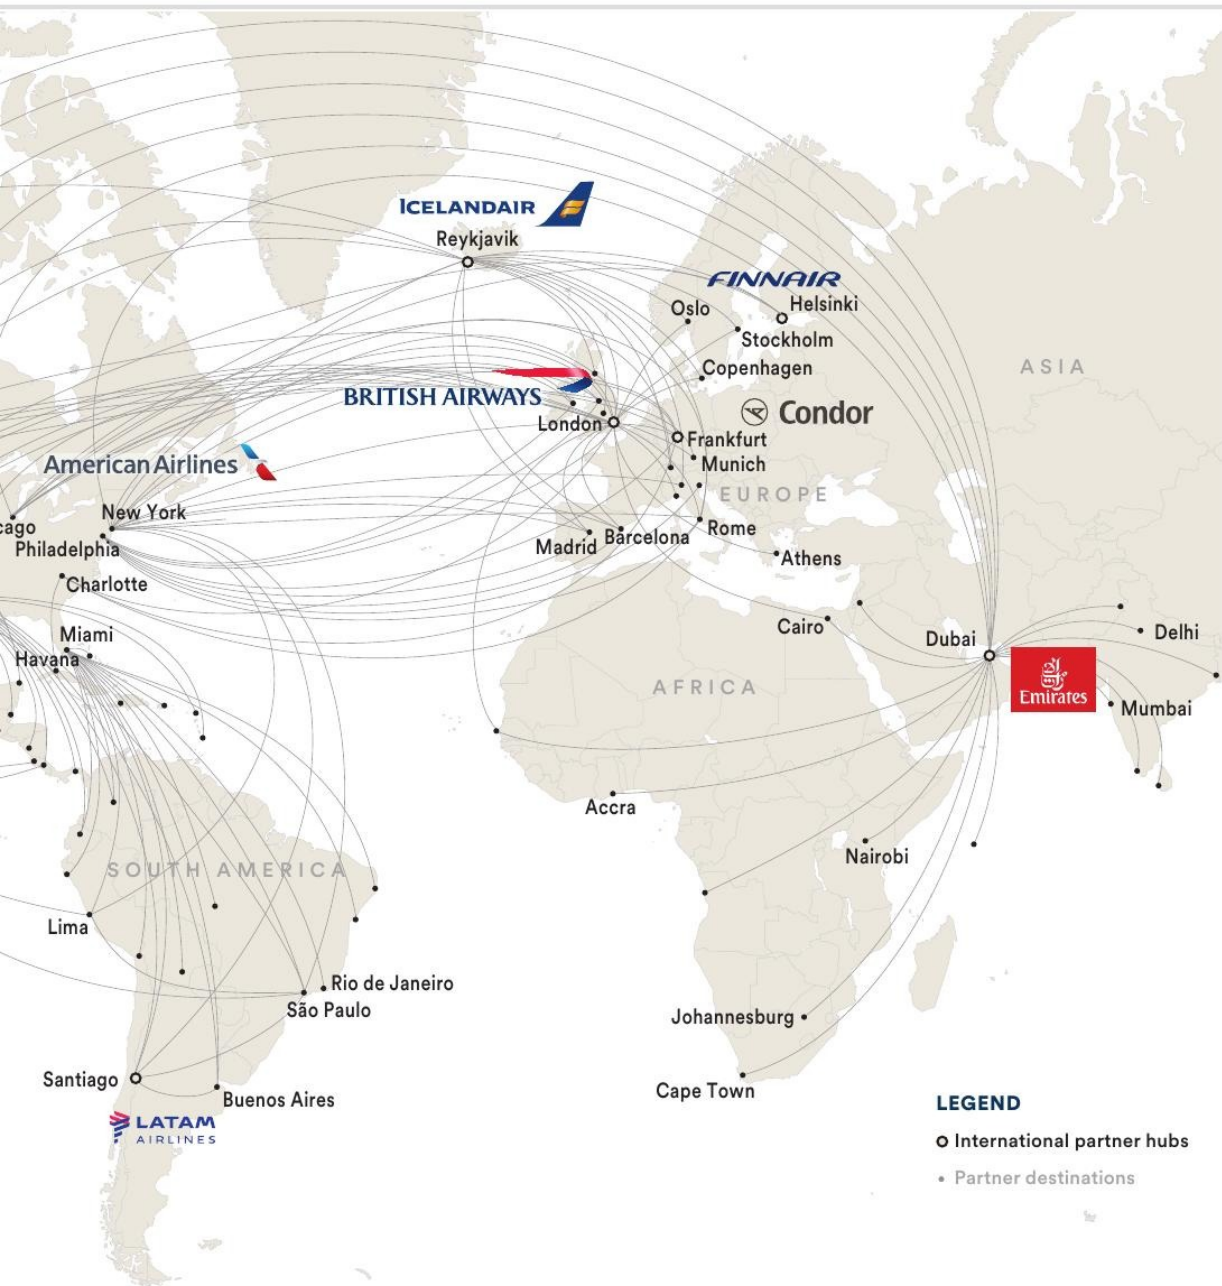 ICELANDAIR
Reykjavik
FINNAIR
Oslo
Helsinki
Stockholm
ASIA
Copenhagen
BRITISH AIRWAYS
Condor
London
Frankfurt
American Airlines
Munich
EUROPE
New York
cago
Philadelphia
Madrid
Barcelona
Rome
Athens
Charlotte
Cairo
Dubai
Delhi
Miami
Havana
AFRICA
Emirates
Mumbai
Accra
Nairobi
SOUTH AMERICA
Lima
Rio de Janeiro
São Paulo
Johannesburg
Santiago
Cape Town
Buenos Aires
LATAM
AIRLINES
LEGEND
International partner hubs
Partner destinations